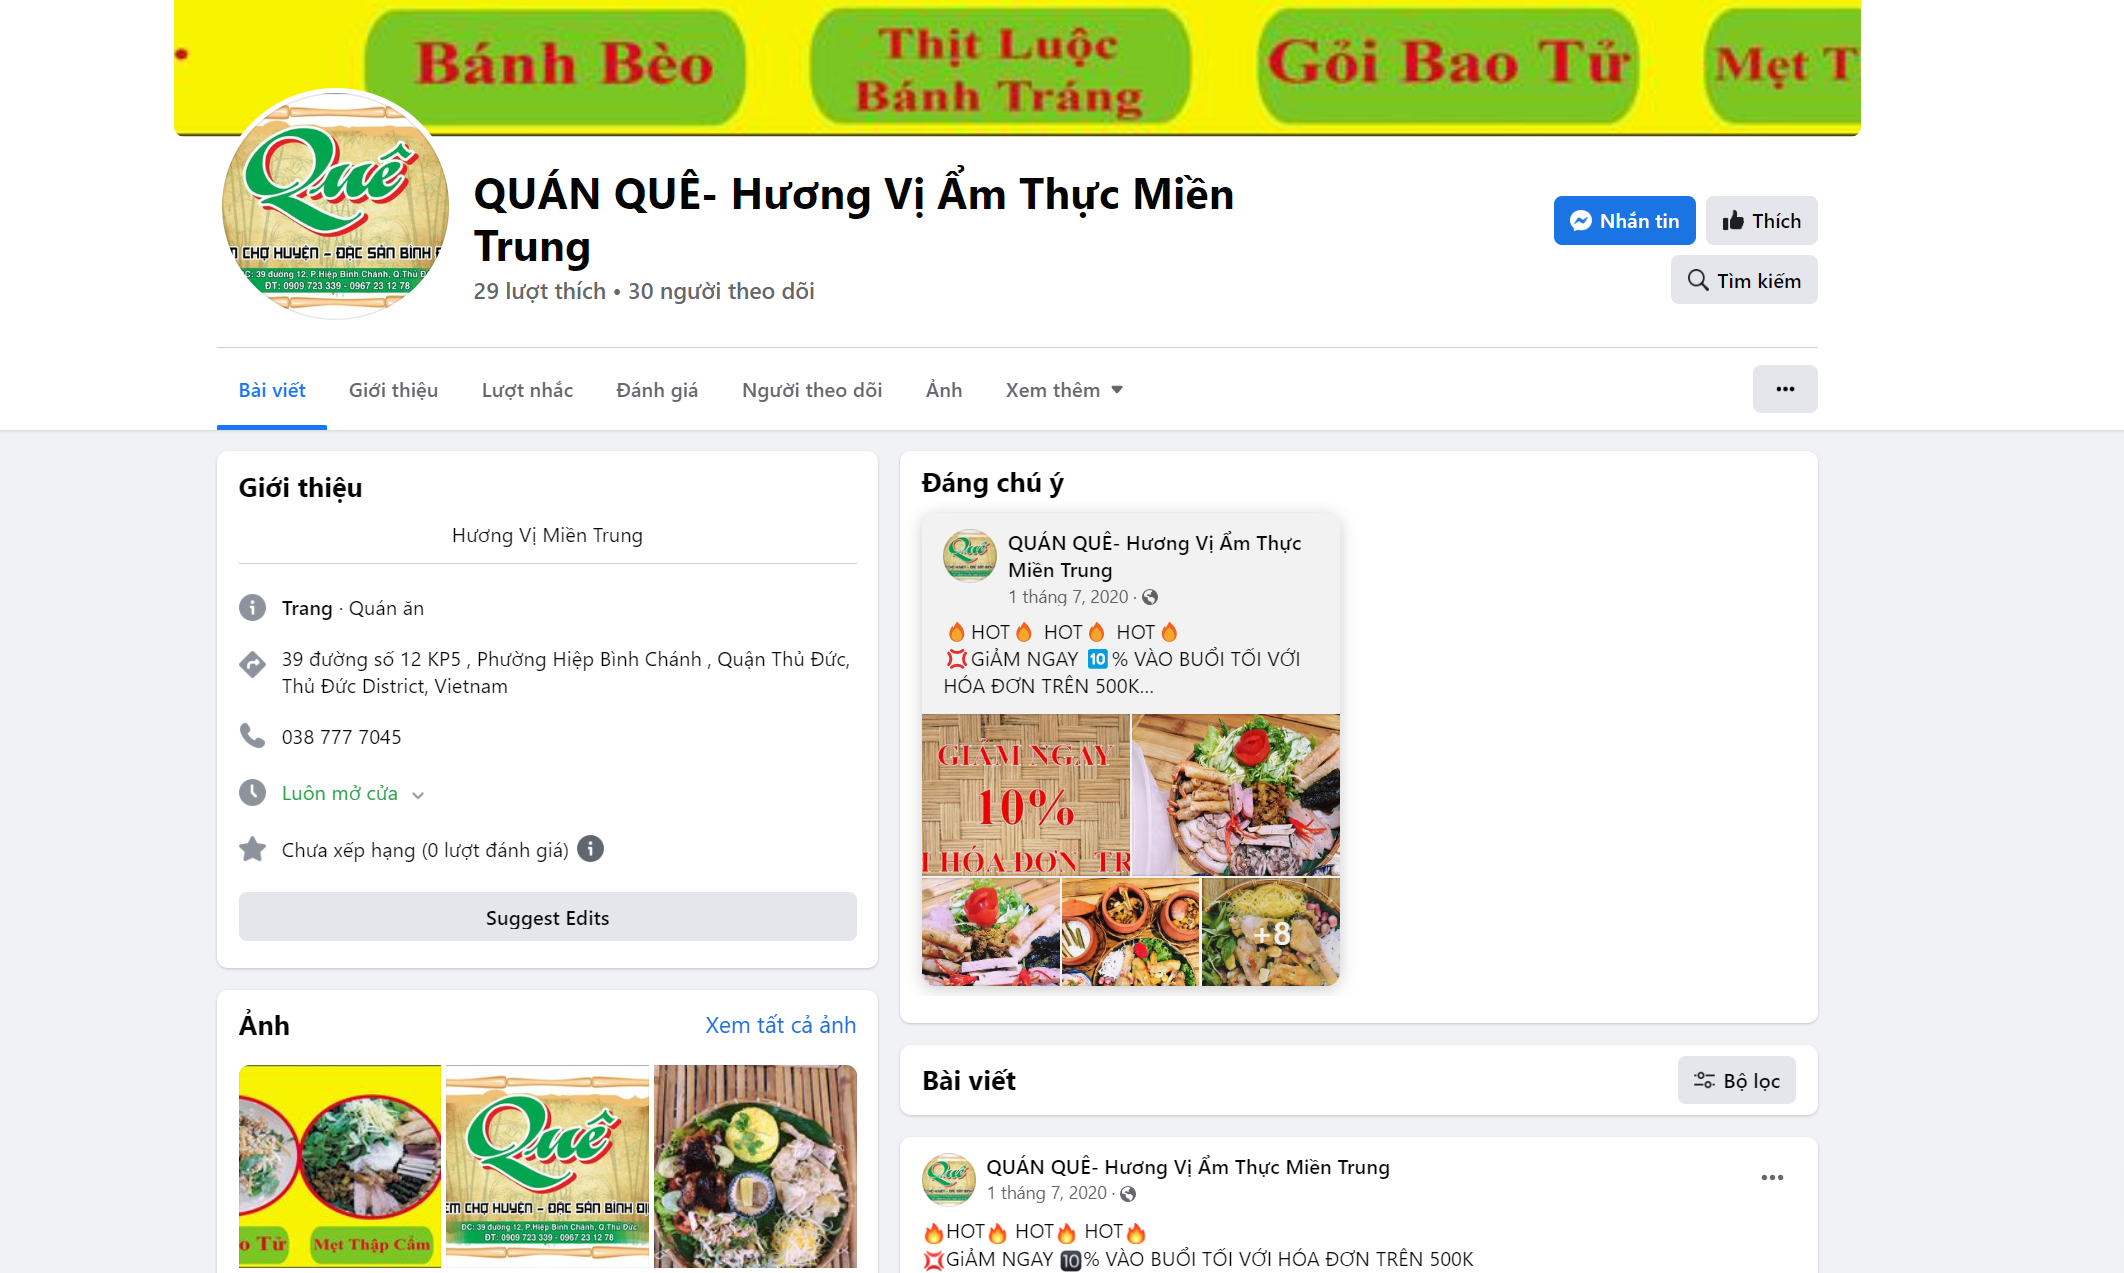 Bánh Bèo
Thịt Luộc
Bánh Tráng
Gỏi Bao Tử
Mẹt T
Quê
M CHỢ HUYỆN - ĐẶC SẢN BÌNH Đ
C: 39 đường 12, P.Hiệp Bình Chánh, Q.Thủ Đ
ĐT: 0909 723 339 - 0967 23 12 78
QUÁN QUÊ- Hương Vị Ẩm Thực Miền
Trung
29 lượt thích • 30 người theo dõi
Nhắn tin
Thích
Tìm kiếm
Bài viết
Giới thiệu
Lượt nhắc
Đánh giá
Người theo dõi
Ảnh
Xem thêm
Giới thiệu
Hương Vị Miền Trung
Trang · Quán ăn
39 đường số 12 KP5 , Phường Hiệp Bình Chánh , Quận Thủ Đức,
Thủ Đức District, Vietnam
038 777 7045
Luôn mở cửa
Chưa xếp hạng (0 lượt đánh giá)
Suggest Edits
Ảnh
Xem tất cả ảnh
o Tử
Mẹt Thập Cẩm
Quê
EM CHỢ HUYỆN - ĐẶC SẢN BÌNH ĐỊ
ĐC: 39 đường 12, P.Hiệp Bình Chánh, Q.Thủ Đức
ĐT: 0909 723 339 - 0967 23 12 78
Đáng chú ý
Quê
QUÁN QUÊ- Hương Vị Ẩm Thực
Miền Trung
1 tháng 7, 2020 ·
🔥HOT🔥 HOT🔥 HOT🔥
💢GiẢM NGAY 🔟% VÀO BUỔI TỐI VỚI
HÓA ĐƠN TRÊN 500K...
GIẢM NGAY
10%
I HÓA ĐƠN TR
+8
Bài viết
Bộ lọc
Quê
QUÁN QUÊ- Hương Vị Ẩm Thực Miền Trung
1 tháng 7, 2020 ·
🔥HOT🔥 HOT🔥 HOT🔥
💢GiẢM NGAY 🔟% VÀO BUỔI TỐI VỚI HÓA ĐƠN TRÊN 500K